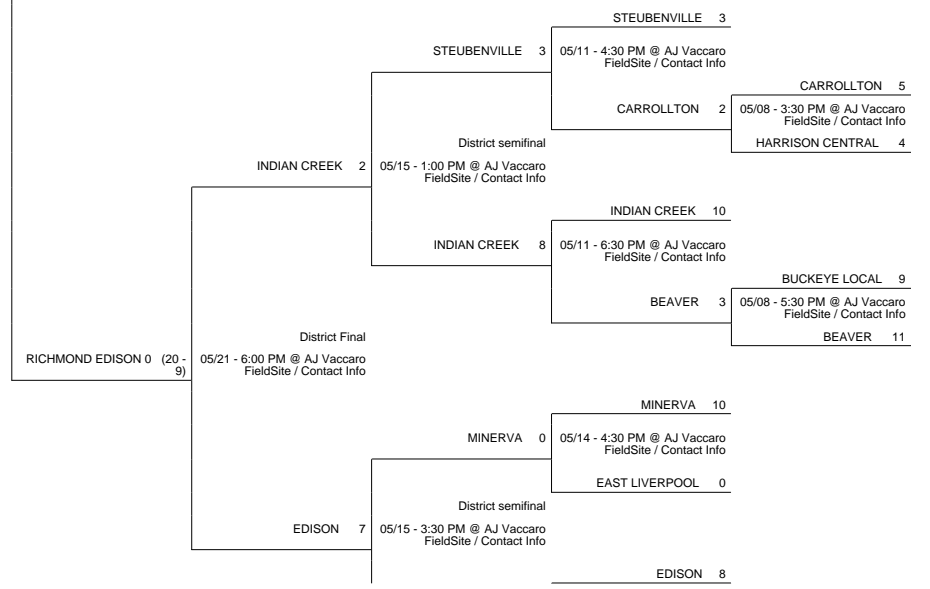 STEUBENVILLE 3
STEUBENVILLE 3
05/11 - 4:30 PM @ AJ Vaccaro
FieldSite / Contact Info
CARROLLTON 5
CARROLLTON 2
05/08 - 3:30 PM @ AJ Vaccaro
FieldSite / Contact Info
HARRISON CENTRAL 4
District semifinal
INDIAN CREEK 2
05/15 - 1:00 PM @ AJ Vaccaro
FieldSite / Contact Info
INDIAN CREEK 10
INDIAN CREEK 8
05/11 - 6:30 PM @ AJ Vaccaro
FieldSite / Contact Info
BUCKEYE LOCAL 9
BEAVER 3
05/08 - 5:30 PM @ AJ Vaccaro
FieldSite / Contact Info
BEAVER 11
District Final
RICHMOND EDISON 0 (20 -
9)
05/21 - 6:00 PM @ AJ Vaccaro
FieldSite / Contact Info
MINERVA 10
MINERVA 0
05/14 - 4:30 PM @ AJ Vaccaro
FieldSite / Contact Info
EAST LIVERPOOL 0
District semifinal
EDISON 7
05/15 - 3:30 PM @ AJ Vaccaro
FieldSite / Contact Info
EDISON 8